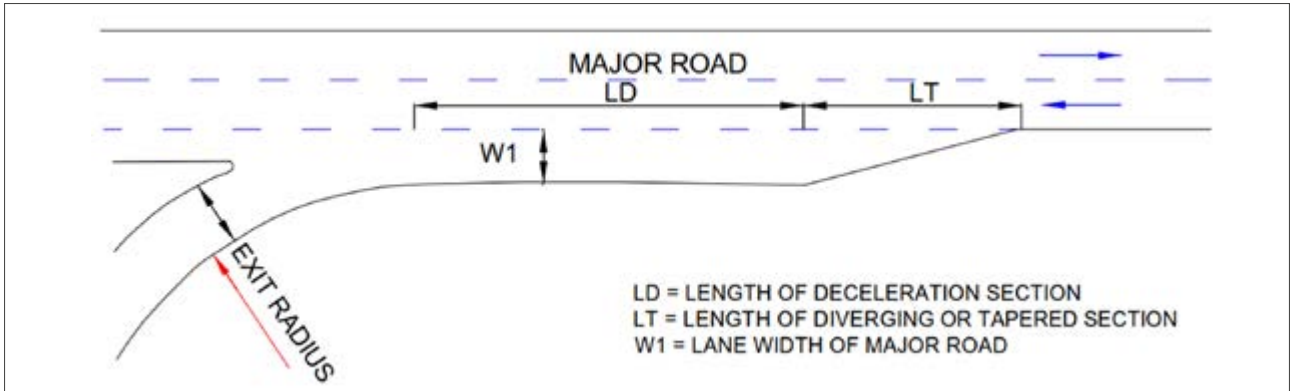 MAJOR ROAD
LD
LT
W1
EXIT RADIUS
LD = LENGTH OF DECELERATION SECTION
LT = LENGTH OF DIVERGING OR TAPERED SECTION
W1 = LANE WIDTH OF MAJOR ROAD